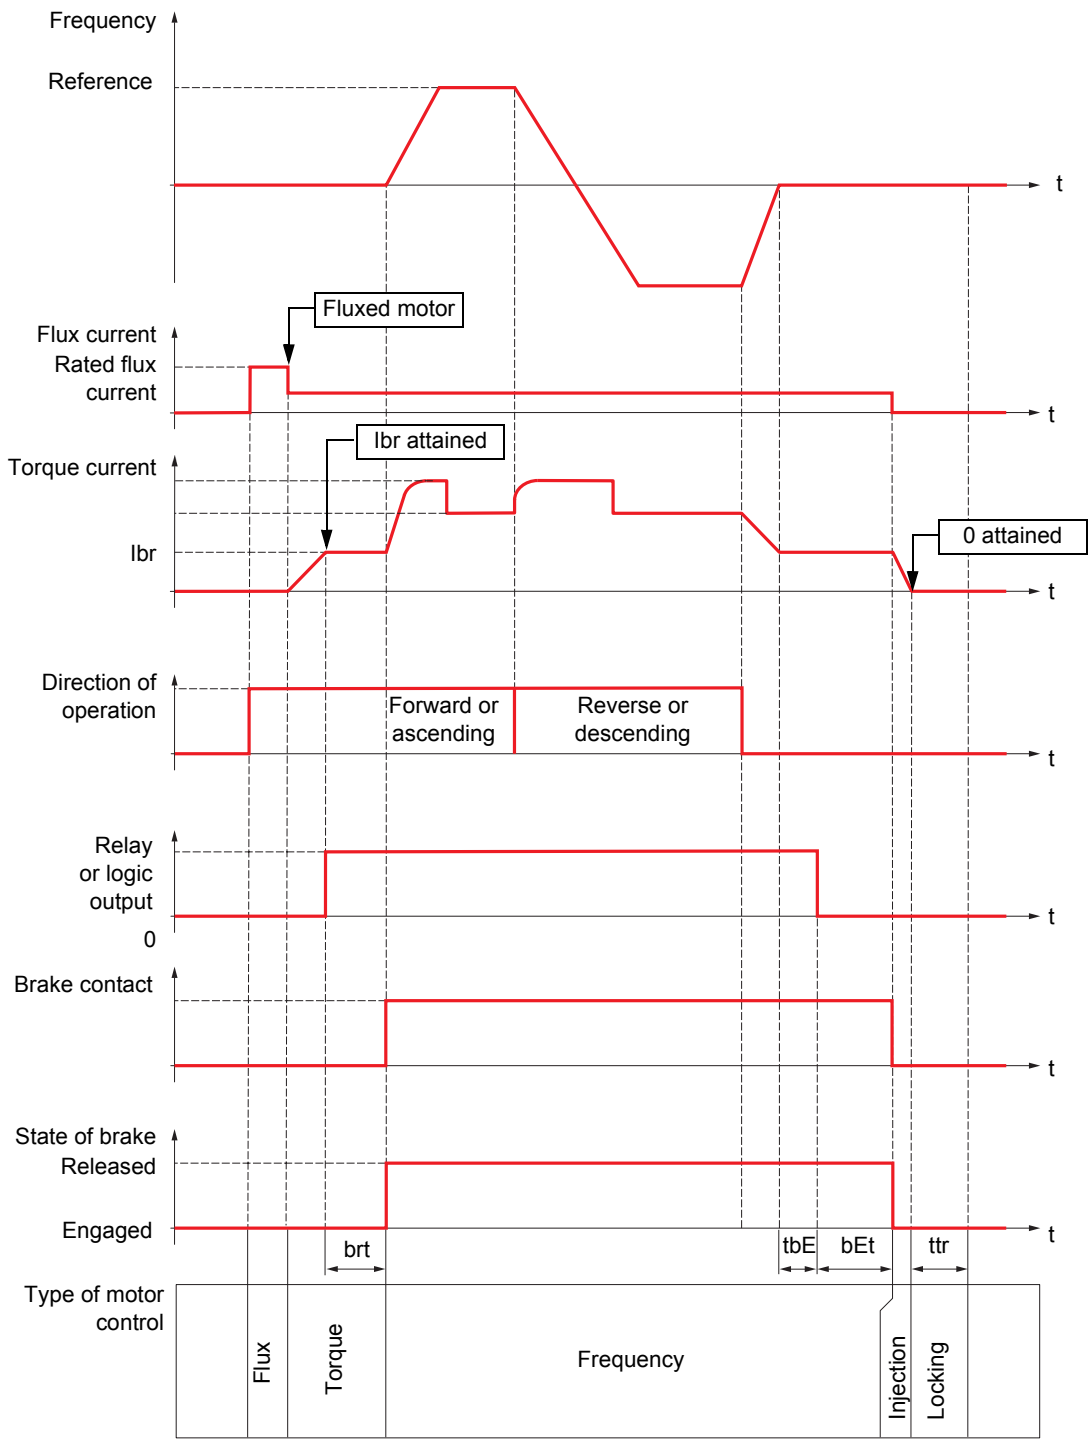 Frequency
Reference
t
Fluxed motor
Flux current
Rated flux
current
t
Ibr attained
Torque current
Ibr
0 attained
t
Direction of
operation
Forward or
ascending
Reverse or
descending
t
Relay
or logic
output
0
t
Brake contact
t
State of brake
Released
Engaged
t
brt
tbE
bEt
ttr
Type of motor
control
Flux
Torque
Frequency
Injection
Locking